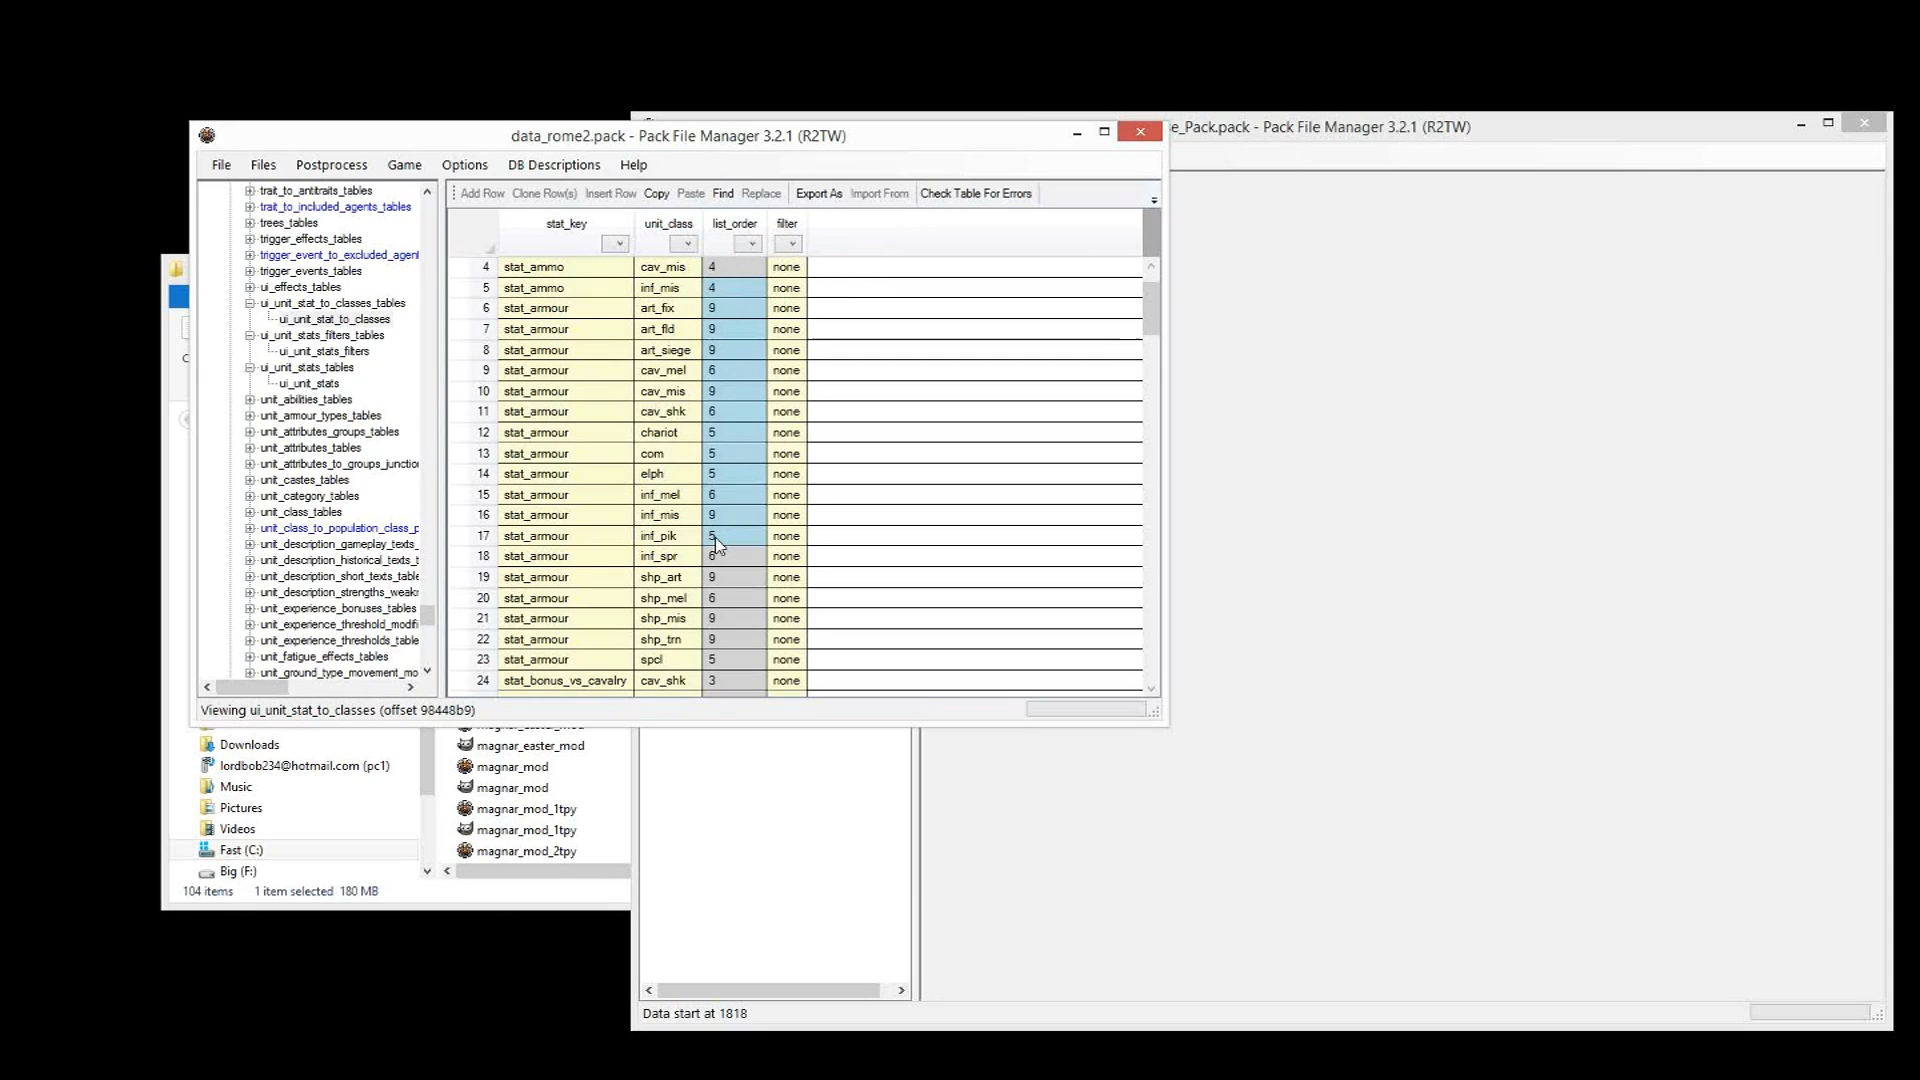 data_rome2.pack - Pack File Manager 3.2.1 (R2TW)
e_Pack.pack - Pack File Manager 3.2.1 (R2TW)
File Files Postprocess Game Options DB Descriptions Help
Add Row Clone Row(s) Insert Row Copy Paste Find Replace Export As Import From Check Table For Errors
trait_to_antitraits_tables
trait_to_included_agents_tables
trees_tables
trigger_effects_tables
trigger_event_to_excluded_agent
trigger_events_tables
ui_effects_tables
ui_unit_stat_to_classes_tables
ui_unit_stat_to_classes
ui_unit_stats_filters_tables
ui_unit_stats_filters
ui_unit_stats_tables
ui_unit_stats
unit_abilities_tables
unit_armour_types_tables
unit_attributes_groups_tables
unit_attributes_tables
unit_attributes_to_groups_junctio
unit_castes_tables
unit_category_tables
unit_class_tables
unit_class_to_population_class_p
unit_description_gameplay_texts_
unit_description_historical_texts_t
unit_description_short_texts_table
unit_description_strengths_weak
unit_experience_bonuses_tables
unit_experience_threshold_modifi
unit_experience_thresholds_table
unit_fatigue_effects_tables
unit_ground_type_movement_mo
stat_key unit_class list_order filter
4 stat_ammo cav_mis 4 none
5 stat_ammo inf_mis 4 none
6 stat_armour art_fix 9 none
7 stat_armour art_fld 9 none
8 stat_armour art_siege 9 none
9 stat_armour cav_mel 6 none
10 stat_armour cav_mis 9 none
11 stat_armour cav_shk 6 none
12 stat_armour chariot 5 none
13 stat_armour com 5 none
14 stat_armour elph 5 none
15 stat_armour inf_mel 6 none
16 stat_armour inf_mis 9 none
17 stat_armour inf_pik 5 none
18 stat_armour inf_spr 6 none
19 stat_armour shp_art 9 none
20 stat_armour shp_mel 6 none
21 stat_armour shp_mis 9 none
22 stat_armour shp_trn 9 none
23 stat_armour spcl 5 none
24 stat_bonus_vs_cavalry cav_shk 3 none
Viewing ui_unit_stat_to_classes (offset 98448b9)
Downloads
lordbob234@hotmail.com (pc1)
Music
Pictures
Videos
Fast (C:)
Big (F:)
magnar_easter_mod
magnar_mod
magnar_mod
magnar_mod_1tpy
magnar_mod_1tpy
magnar_mod_2tpy
104 items 1 item selected 180 MB
Data start at 1818